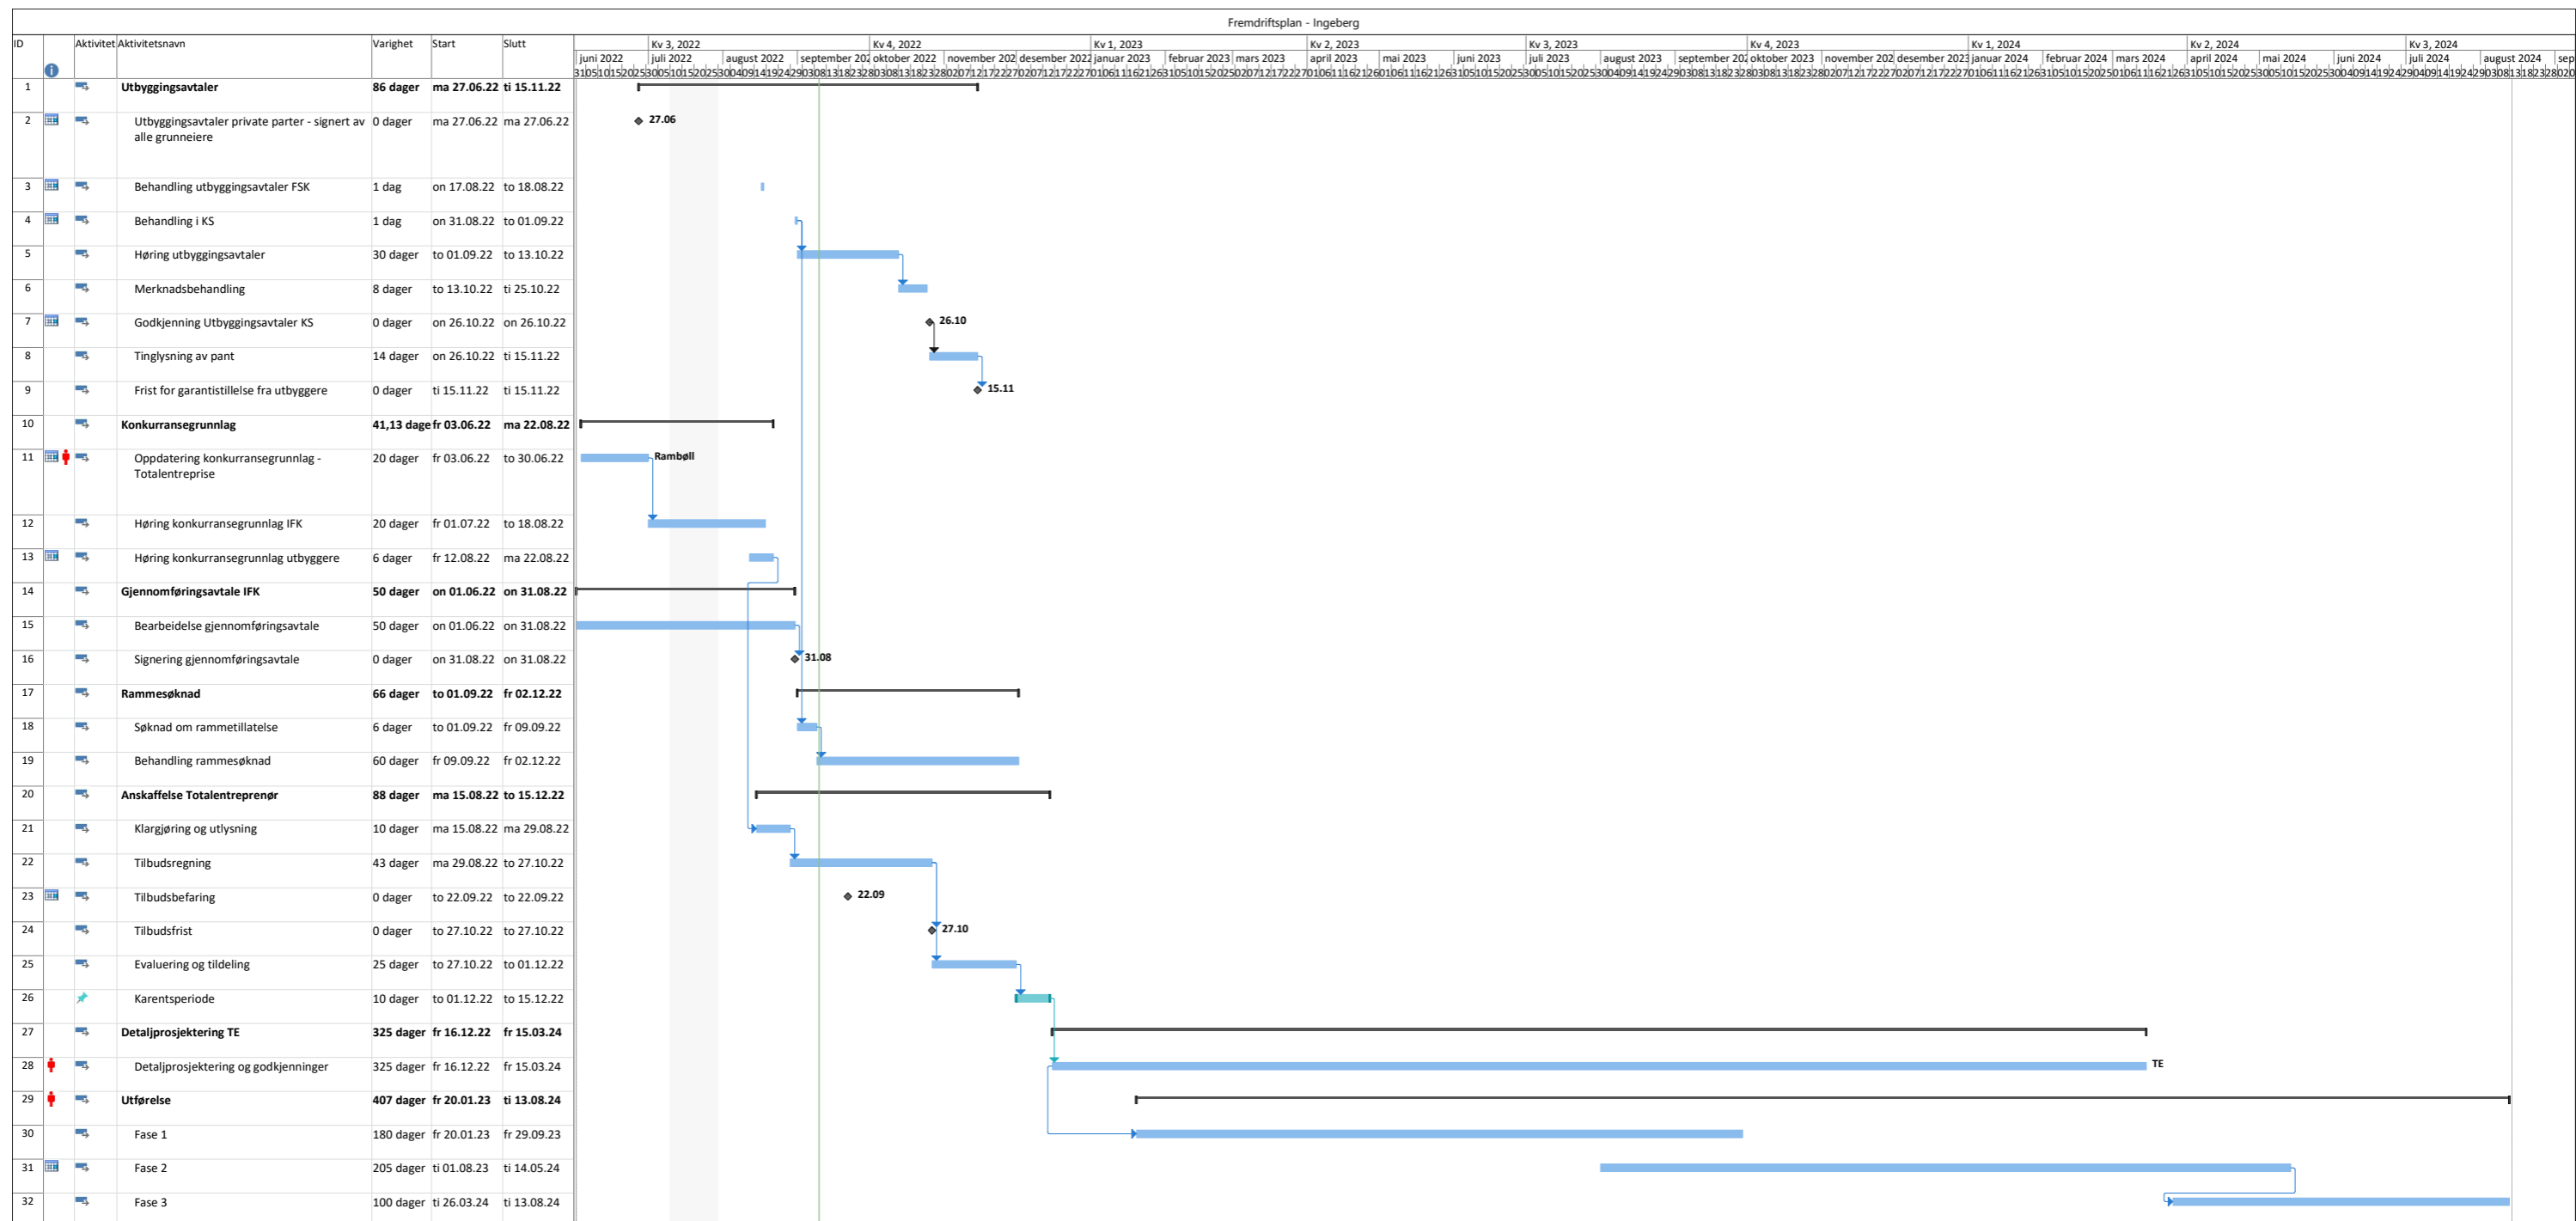 Fremdriftsplan - Ingeberg
ID Aktivitet Aktivitetsnavn Varighet Start Slutt
Kv 3, 2022 Kv 4, 2022 Kv 1, 2023 Kv 2, 2023 Kv 3, 2023 Kv 4, 2023 Kv 1, 2024 Kv 2, 2024 Kv 3, 2024
juni 2022 juli 2022 august 2022 september 202 oktober 2022 november 202 desember 2022 januar 2023 februar 2023 mars 2023 april 2023 mai 2023 juni 2023 juli 2023 august 2023 september 202 oktober 2023 november 202 desember 2023 januar 2024 februar 2024 mars 2024 april 2024 mai 2024 juni 2024 juli 2024 august 2024 sep
1 Utbyggingsavtaler 86 dager ma 27.06.22 ti 15.11.22
2 Utbyggingsavtaler private parter - signert av 0 dager ma 27.06.22 ma 27.06.22 27.06
alle grunneiere
3 Behandling utbyggingsavtaler FSK 1 dag on 17.08.22 to 18.08.22
4 Behandling i KS 1 dag on 31.08.22 to 01.09.22
5 Høring utbyggingsavtaler 30 dager to 01.09.22 to 13.10.22
6 Merknadsbehandling 8 dager to 13.10.22 ti 25.10.22
7 Godkjenning Utbyggingsavtaler KS 0 dager on 26.10.22 on 26.10.22 26.10
8 Tinglysning av pant 14 dager on 26.10.22 ti 15.11.22
9 Frist for garantistillelse fra utbyggere 0 dager ti 15.11.22 ti 15.11.22 15.11
10 Konkurransegrunnlag 41,13 dage fr 03.06.22 ma 22.08.22
11 Oppdatering konkurransegrunnlag - 20 dager fr 03.06.22 to 30.06.22 Rambøll
Totalentreprise
12 Høring konkurransegrunnlag IFK 20 dager fr 01.07.22 to 18.08.22
13 Høring konkurransegrunnlag utbyggere 6 dager fr 12.08.22 ma 22.08.22
14 Gjennomføringsavtale IFK 50 dager on 01.06.22 on 31.08.22
15 Bearbeidelse gjennomføringsavtale 50 dager on 01.06.22 on 31.08.22
16 Signering gjennomføringsavtale 0 dager on 31.08.22 on 31.08.22 31.08
17 Rammesøknad 66 dager to 01.09.22 fr 02.12.22
18 Søknad om rammetillatelse 6 dager to 01.09.22 fr 09.09.22
19 Behandling rammesøknad 60 dager fr 09.09.22 fr 02.12.22
20 Anskaffelse Totalentreprenør 88 dager ma 15.08.22 to 15.12.22
21 Klargjøring og utlysning 10 dager ma 15.08.22 ma 29.08.22
22 Tilbudsregning 43 dager ma 29.08.22 to 27.10.22
23 Tilbudsbefaring 0 dager to 22.09.22 to 22.09.22 22.09
24 Tilbudsfrist 0 dager to 27.10.22 to 27.10.22 27.10
25 Evaluering og tildeling 25 dager to 27.10.22 to 01.12.22
26 Karentsperiode 10 dager to 01.12.22 to 15.12.22
27 Detaljprosjektering TE 325 dager fr 16.12.22 fr 15.03.24
28 Detaljprosjektering og godkjenninger 325 dager fr 16.12.22 fr 15.03.24 TE
29 Utførelse 407 dager fr 20.01.23 ti 13.08.24
30 Fase 1 180 dager fr 20.01.23 fr 29.09.23
31 Fase 2 205 dager ti 01.08.23 ti 14.05.24
32 Fase 3 100 dager ti 26.03.24 ti 13.08.24